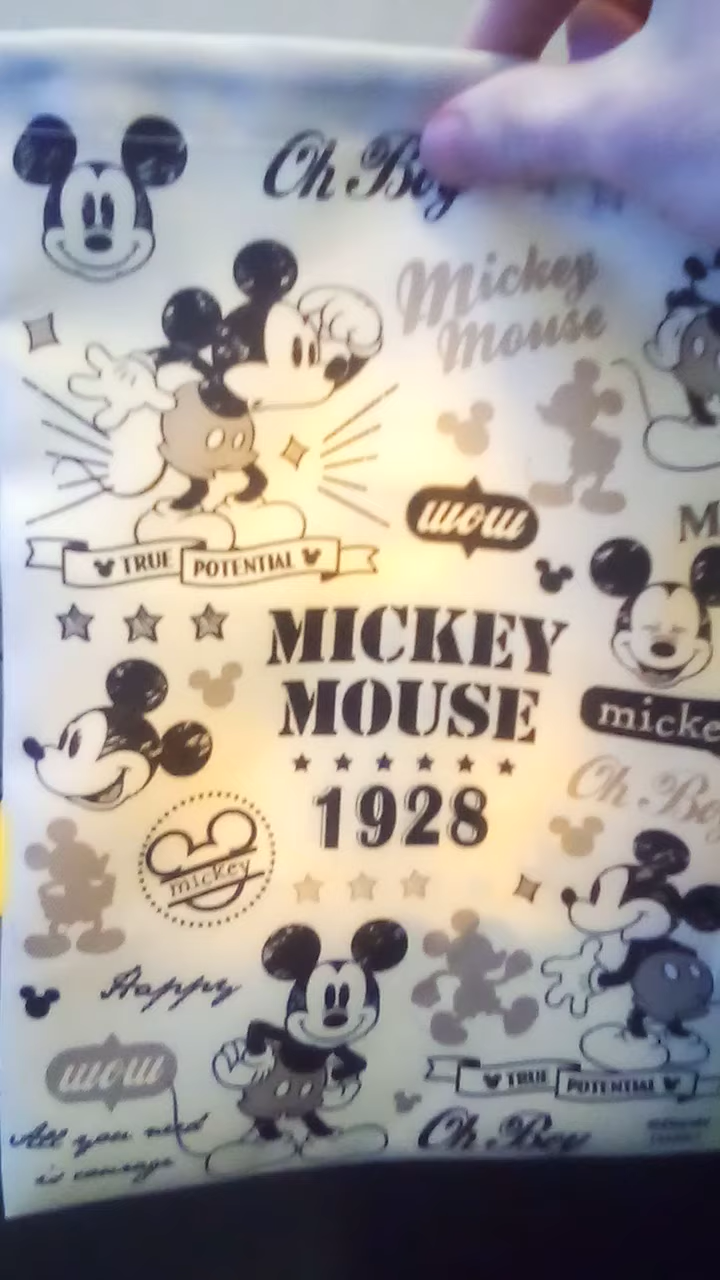 Oh Boy
Mickey
Mouse
wow
TRUE POTENTIAL
M
MICKEY
MOUSE
1928
micke
Oh Boy
mickey
Happy
wow
TRUE POTENTIAL
All you need
is courage
Oh Boy